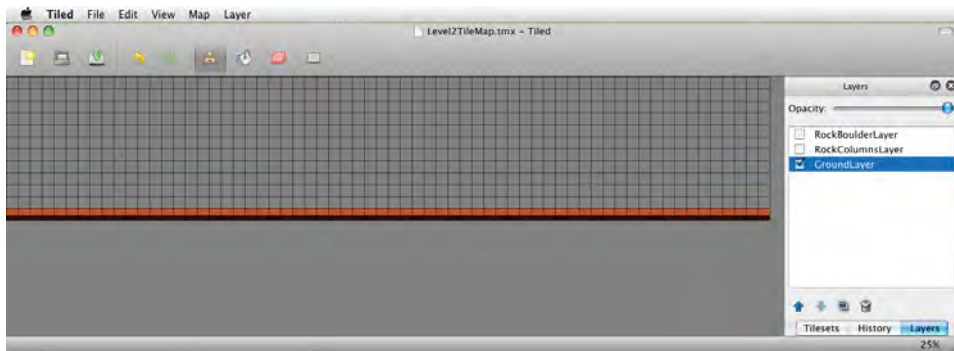 Tiled File Edit View Map Layer
Level2TileMap.tmx - Tiled
Layers
Opacity:
RockBoulderLayer
RockColumnsLayer
GroundLayer
Tilesets History Layers
25%